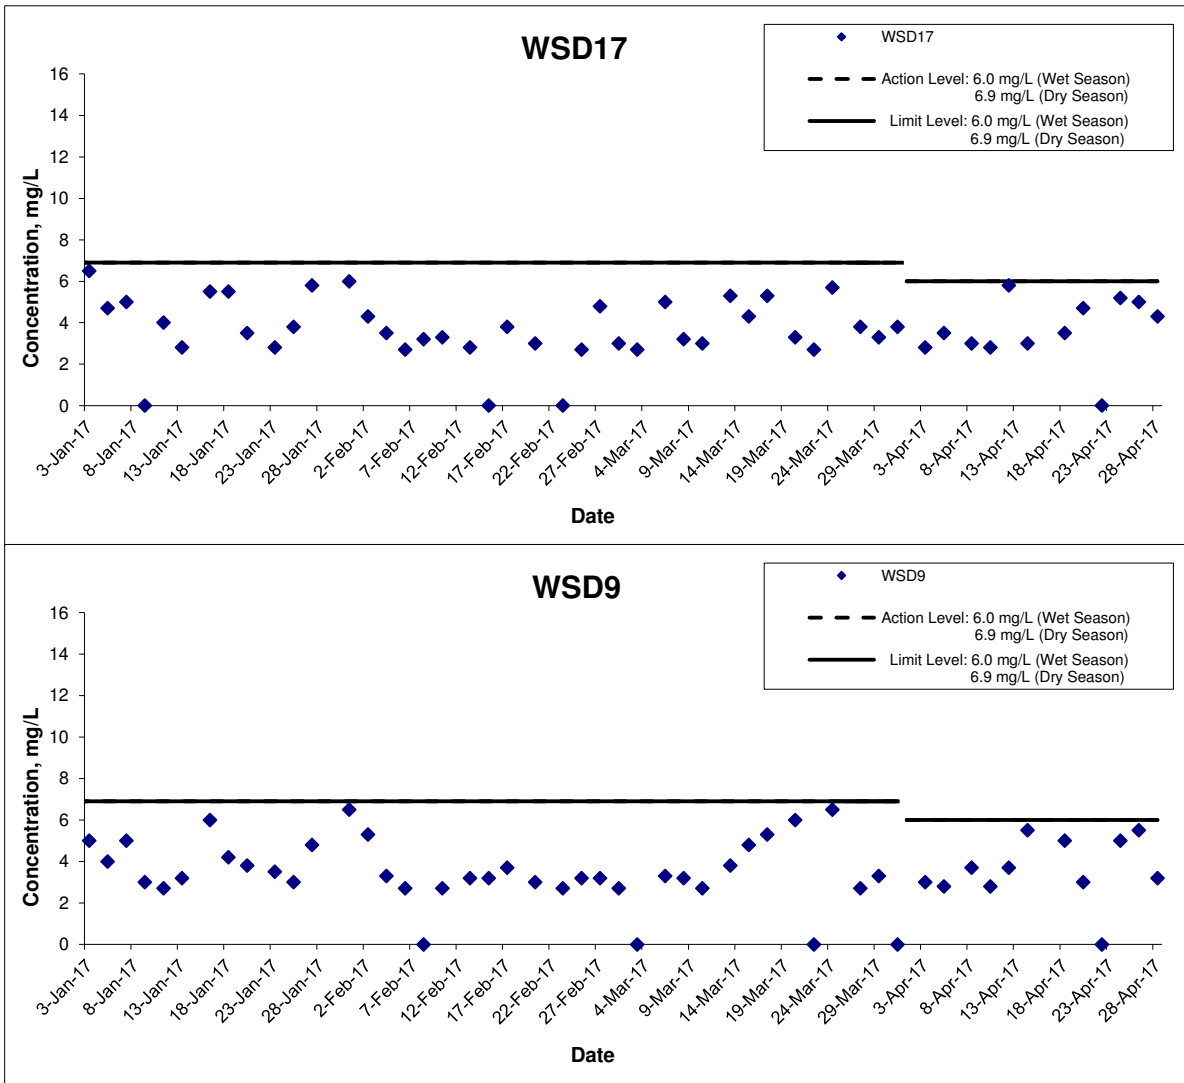 WSD17
WSD17
Action Level: 6.0 mg/L (Wet Season)
6.9 mg/L (Dry Season)
Limit Level: 6.0 mg/L (Wet Season)
6.9 mg/L (Dry Season)
Concentration, mg/L
16
14
12
10
8
6
4
2
0
3-Jan-17
8-Jan-17
13-Jan-17
18-Jan-17
23-Jan-17
28-Jan-17
2-Feb-17
7-Feb-17
12-Feb-17
17-Feb-17
22-Feb-17
27-Feb-17
4-Mar-17
9-Mar-17
14-Mar-17
19-Mar-17
24-Mar-17
29-Mar-17
3-Apr-17
8-Apr-17
13-Apr-17
18-Apr-17
23-Apr-17
28-Apr-17
Date
WSD9
WSD9
Action Level: 6.0 mg/L (Wet Season)
6.9 mg/L (Dry Season)
Limit Level: 6.0 mg/L (Wet Season)
6.9 mg/L (Dry Season)
Concentration, mg/L
16
14
12
10
8
6
4
2
0
3-Jan-17
8-Jan-17
13-Jan-17
18-Jan-17
23-Jan-17
28-Jan-17
2-Feb-17
7-Feb-17
12-Feb-17
17-Feb-17
22-Feb-17
27-Feb-17
4-Mar-17
9-Mar-17
14-Mar-17
19-Mar-17
24-Mar-17
29-Mar-17
3-Apr-17
8-Apr-17
13-Apr-17
18-Apr-17
23-Apr-17
28-Apr-17
Date